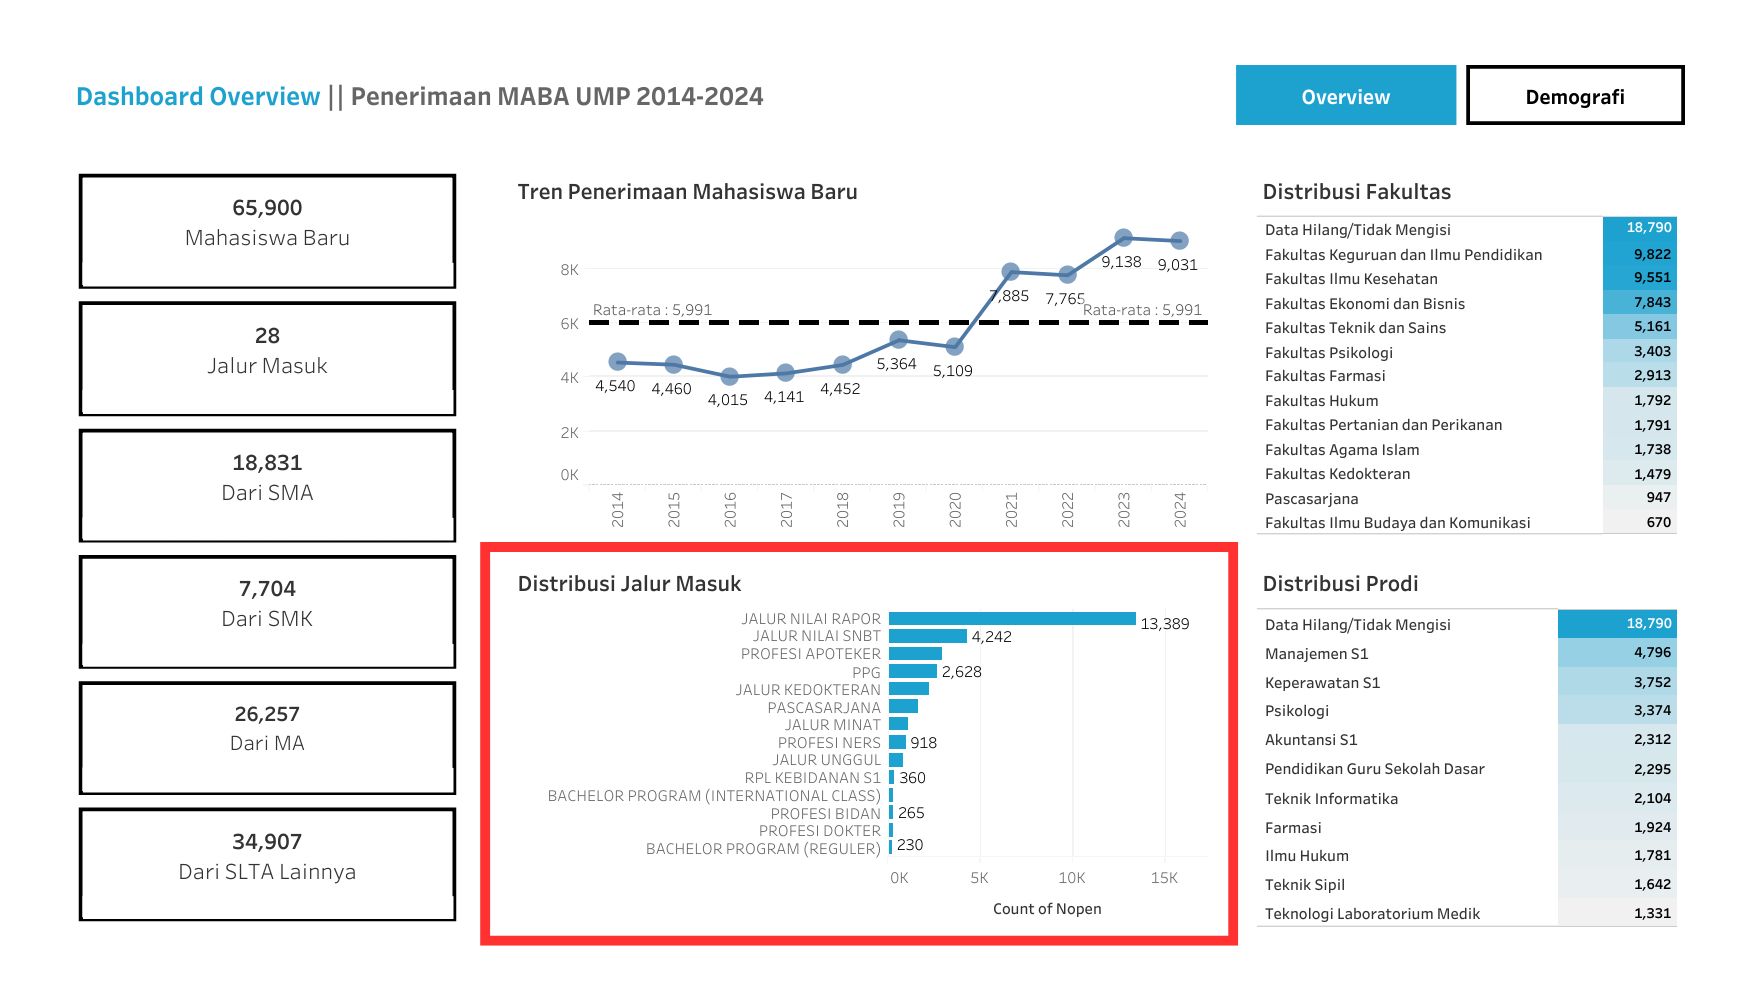 Dashboard Overview || Penerimaan MABA UMP 2014-2024
Overview
Demografi
65,900
Mahasiswa Baru
28
Jalur Masuk
18,831
Dari SMA
7,704
Dari SMK
26,257
Dari MA
34,907
Dari SLTA Lainnya
Tren Penerimaan Mahasiswa Baru
8K
6K
4K
2K
0K
Rata-rata : 5,991
Rata-rata : 5,991
4,540
4,460
4,015
4,141
4,452
5,364
5,109
7,885
7,765
9,138
9,031
2014
2015
2016
2017
2018
2019
2020
2021
2022
2023
2024
Distribusi Jalur Masuk
JALUR NILAI RAPOR 13,389
JALUR NILAI SNBT 4,242
PROFESI APOTEKER
PPG 2,628
JALUR KEDOKTERAN
PASCASARJANA
JALUR MINAT
PROFESI NERS 918
JALUR UNGGUL
RPL KEBIDANAN S1 360
BACHELOR PROGRAM (INTERNATIONAL CLASS)
PROFESI BIDAN 265
PROFESI DOKTER
BACHELOR PROGRAM (REGULER) 230
0K 5K 10K 15K
Count of Nopen
Distribusi Fakultas
Data Hilang/Tidak Mengisi 18,790
Fakultas Keguruan dan Ilmu Pendidikan 9,822
Fakultas Ilmu Kesehatan 9,551
Fakultas Ekonomi dan Bisnis 7,843
Fakultas Teknik dan Sains 5,161
Fakultas Psikologi 3,403
Fakultas Farmasi 2,913
Fakultas Hukum 1,792
Fakultas Pertanian dan Perikanan 1,791
Fakultas Agama Islam 1,738
Fakultas Kedokteran 1,479
Pascasarjana 947
Fakultas Ilmu Budaya dan Komunikasi 670
Distribusi Prodi
Data Hilang/Tidak Mengisi 18,790
Manajemen S1 4,796
Keperawatan S1 3,752
Psikologi 3,374
Akuntansi S1 2,312
Pendidikan Guru Sekolah Dasar 2,295
Teknik Informatika 2,104
Farmasi 1,924
Ilmu Hukum 1,781
Teknik Sipil 1,642
Teknologi Laboratorium Medik 1,331